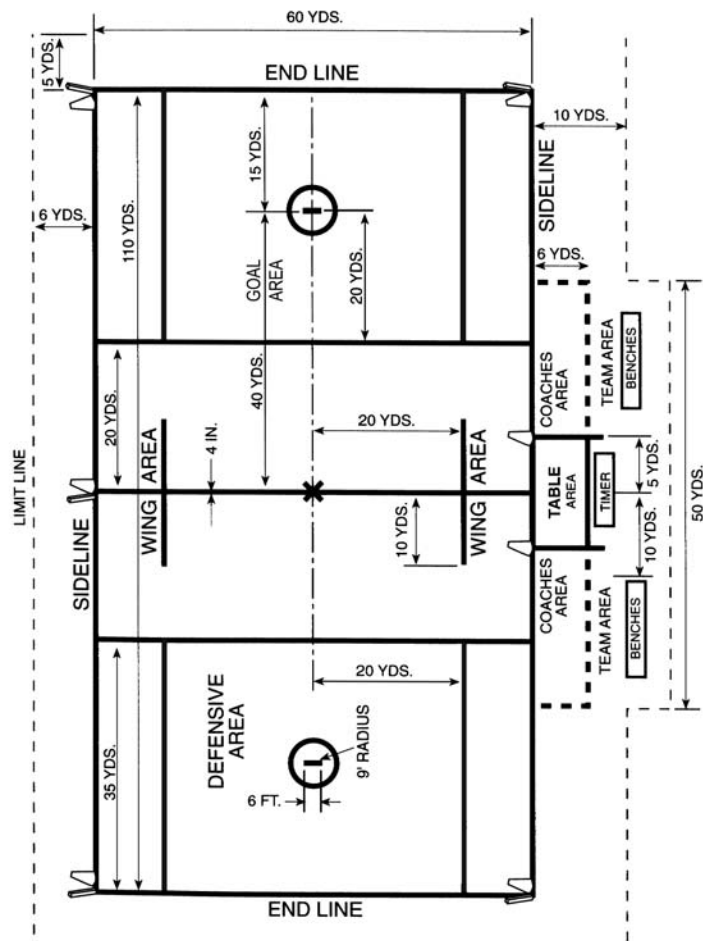 60 YDS.
5 YDS.
END LINE
10 YDS.
15 YDS.
SIDELINE
6 YDS.
110 YDS.
6 YDS.
GOAL
AREA
20 YDS.
COACHES
AREA
TEAM AREA
BENCHES
20 YDS.
40 YDS.
20 YDS.
4 IN.
AREA
AREA
LIMIT LINE
TABLE
AREA
TIMER
5 YDS.
50 YDS.
WING
10 YDS.
WING
10 YDS.
SIDELINE
COACHES
AREA
TEAM AREA
BENCHES
20 YDS.
DEFENSIVE
AREA
35 YDS.
9' RADIUS
6 FT.
END LINE